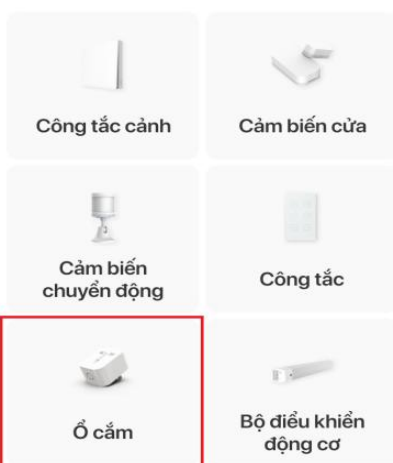 Công tắc cảnh
Cảm biến cửa
Cảm biến
chuyển động
Công tắc
Ổ cắm
Bộ điều khiển
động cơ